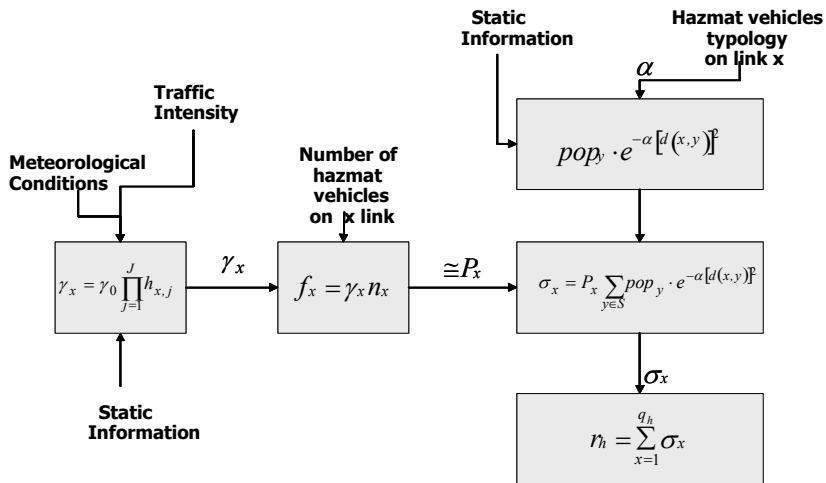 Static
Information
Hazmat vehicles
typology
on link x
α
Traffic
Intensity
pop_y · e^{-α[d(x,y)]^2}
Meteorological
Conditions
Number of
hazmat
vehicles
on x link
γ_x = γ_0 ∏_{j=1}^{J} h_{x,j}
γ_x
f_x = γ_x n_x
≅P_x
σ_x = P_x ∑_{y∈S} pop_y · e^{-α[d(x,y)]^2}
σ_x
Static
Information
r_h = ∑_{x=1}^{q_h} σ_x